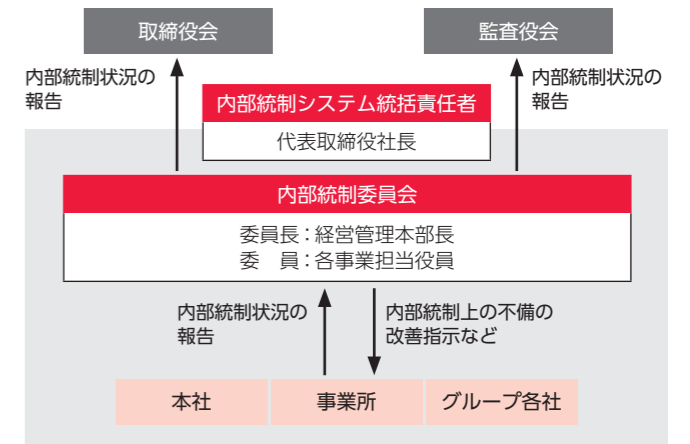 取締役会
監査役会
内部統制状況の
報告
内部統制状況の
報告
内部統制システム統括責任者
代表取締役社長
内部統制委員会
委員長：経営管理本部長
委　員：各事業担当役員
内部統制状況の
報告
内部統制上の不備の
改善指示など
本社
事業所
グループ各社